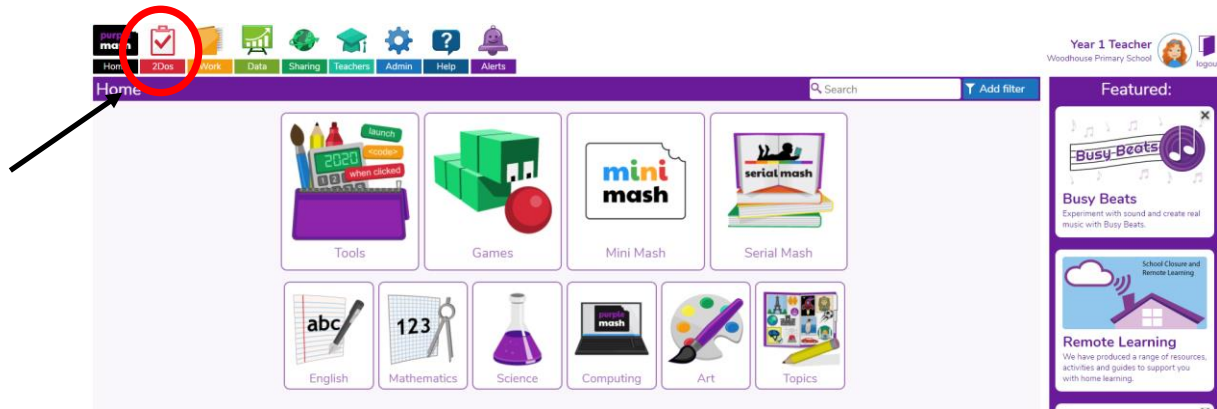 purple
mash
Home
2Dos
Work
Data
Sharing
Teachers
Admin
Help
Alerts
Year 1 Teacher
Woodhouse Primary School
logou
Home
Search
Add filter
Featured:
launch
<code>
when clicked
2020
Tools
Games
mini
mash
Mini Mash
serial mash
Serial Mash
abc
English
123
Mathematics
Science
purple
mash
Computing
Art
Topics
Busy Beats
Busy Beats
Experiment with sound and create real
music with Busy Beats.
School Closure and
Remote Learning
Remote Learning
We have produced a range of resources,
activities and guides to support you
with home learning.